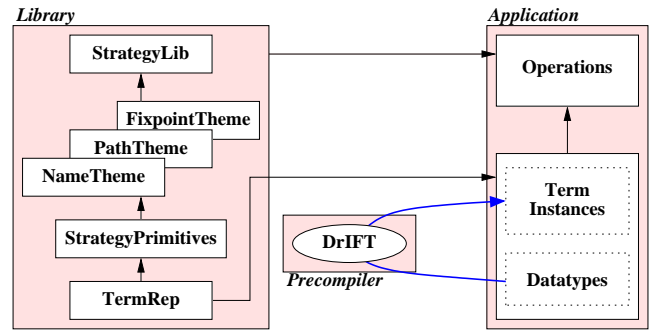 Library
StrategyLib
FixpointTheme
PathTheme
NameTheme
StrategyPrimitives
TermRep
DrIFT
Precompiler
Application
Operations
Term
Instances
Datatypes